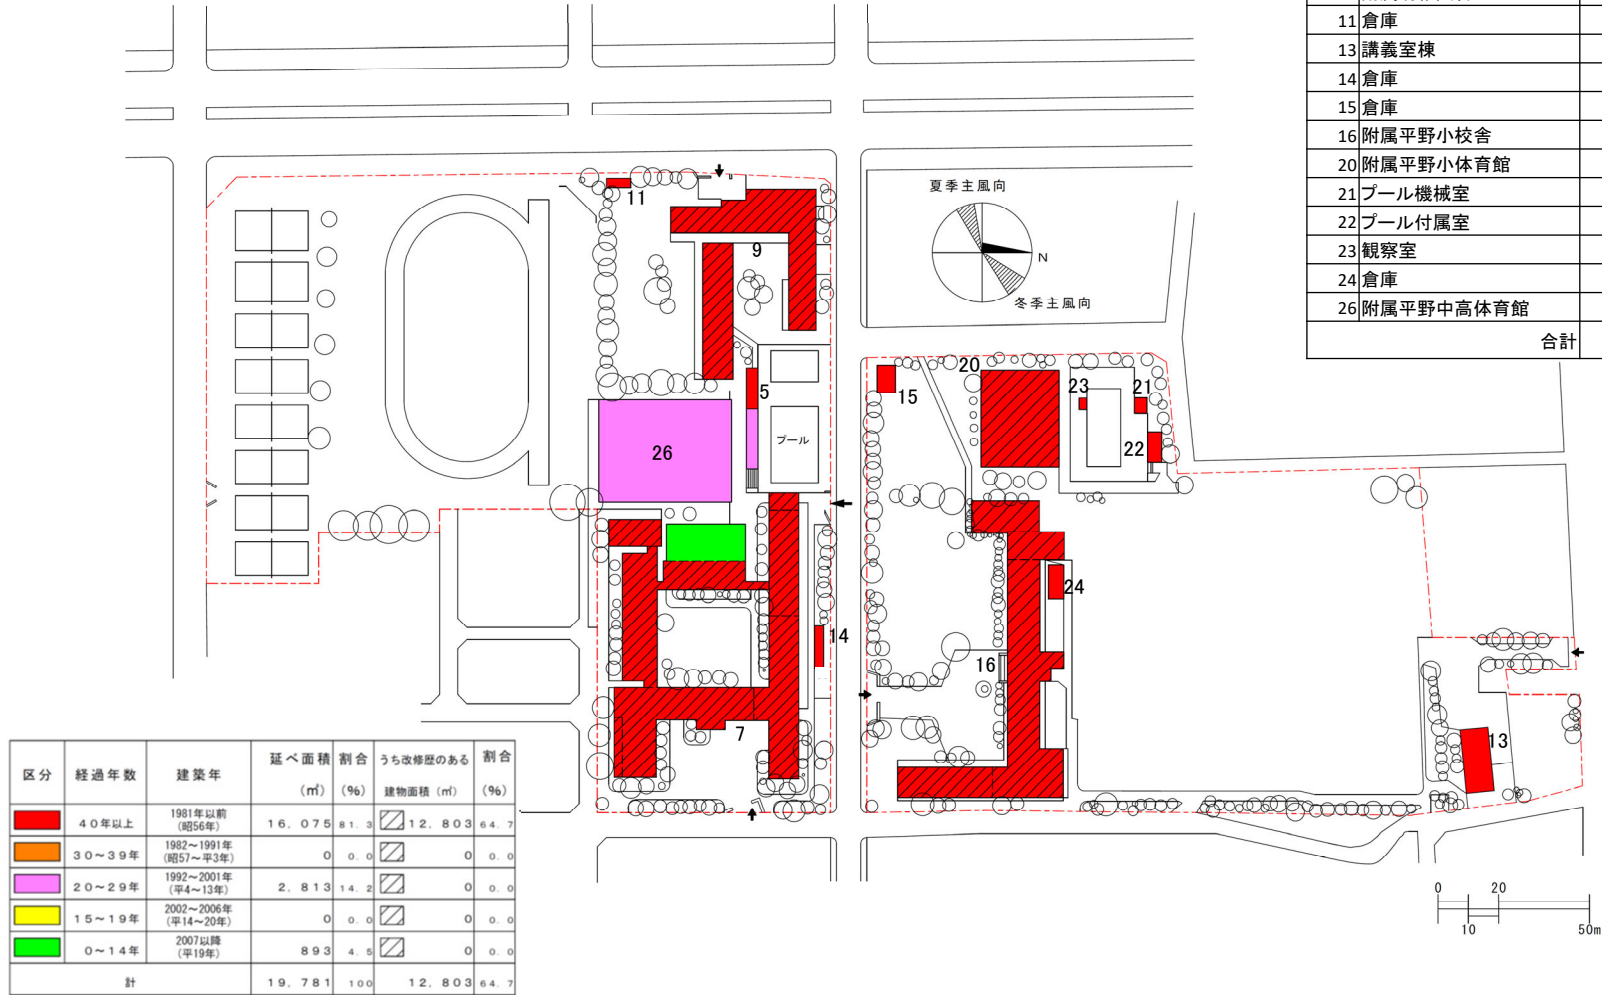 11 倉庫
13 講義室棟
14 倉庫
15 倉庫
16 附属平野小校舎
20 附属平野小体育館
21 プール機械室
22 プール付属室
23 観察室
24 倉庫
26 附属平野中高体育館
合計
夏季主風向
N
冬季主風向
11
9
5
プール
26
14
7
15
20
23
21
22
24
16
13
区分 経過年数 建築年 延べ面積(㎡) 割合(%) うち改修歴のある建物面積(㎡) 割合(%)
40年以上 1981年以前(昭56年) 16,075 81.3 12,803 64.7
30～39年 1982～1991年(昭57～平3年) 0 0.0 0 0.0
20～29年 1992～2001年(平4～13年) 2,813 14.2 0 0.0
15～19年 2002～2006年(平14～20年) 0 0.0 0 0.0
0～14年 2007以降(平19年) 893 4.5 0 0.0
計 19,781 100 12,803 64.7
0 20
10 50m